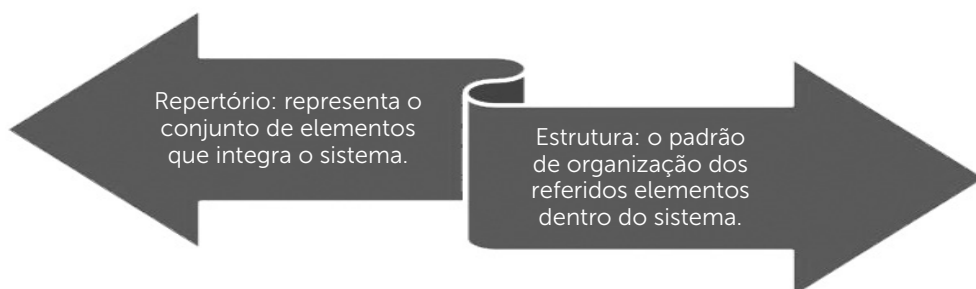 Repertório: representa o
conjunto de elementos
que integra o sistema.
Estrutura: o padrão
de organização dos
referidos elementos
dentro do sistema.